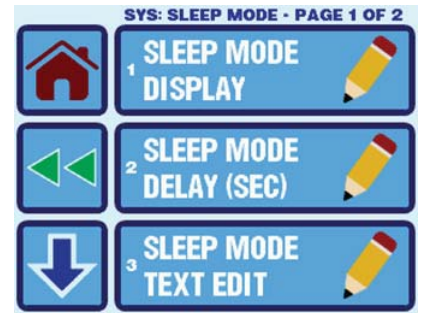 SYS: SLEEP MODE - PAGE 1 OF 2
1 SLEEP MODE
DISPLAY
2 SLEEP MODE
DELAY (SEC)
3 SLEEP MODE
TEXT EDIT